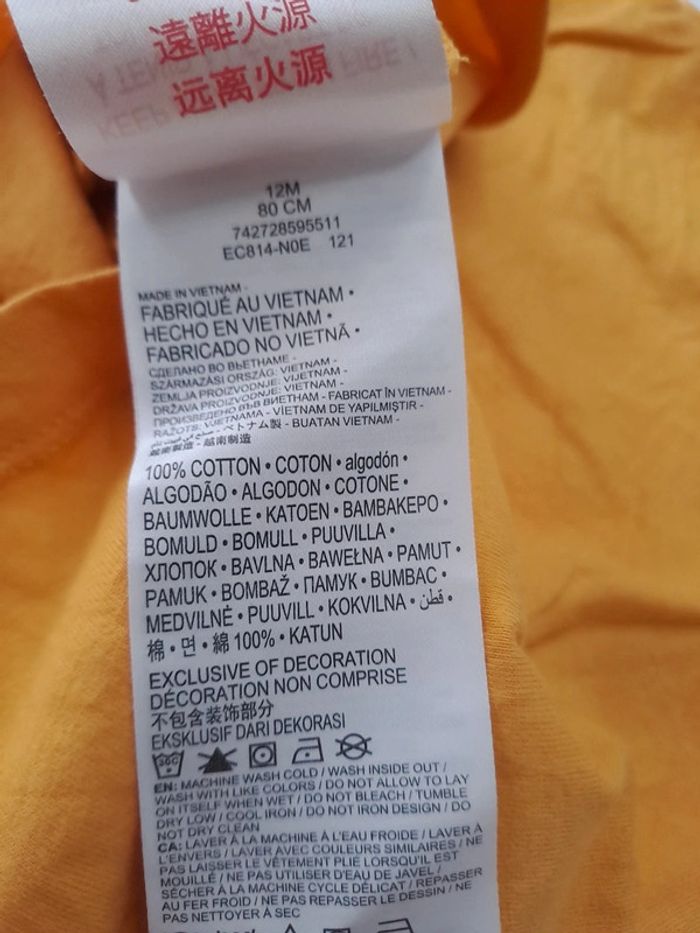 遠離火源
远离火源
12M
80 CM
742728595511
EC814-N0E 121
MADE IN VIETNAM -
FABRIQUÉ AU VIETNAM •
HECHO EN VIETNAM •
FABRICADO NO VIETNÃ •
СДЕЛАНО ВО ВЬЕТНАМЕ -
SZÁRMAZÁSI ORSZÁG: VIETNAM -
ZEMLJA PROIZVODNJE: VIJETNAM -
DRŽAVA PROIZVODNJE: VIETNAM -
ПРОИЗВЕДЕНО ВЪВ ВИЕТНАМ - FABRICAT ÎN VIETNAM -
RAŽOTS: VJETNAMA - VİETNAM DE YAPILMIŞTIR -
ベトナム製 - BUATAN VIETNAM -
越南製造 - 越南制造
100% COTTON • COTON • algodón •
ALGODÃO • ALGODON • COTONE •
BAUMWOLLE • KATOEN • ΒΑΜΒΑΚΕΡΟ •
BOMULD • BOMULL • PUUVILLA •
ХЛОПОК • BAVLNA • BAWEŁNA • PAMUT •
PAMUK • BOMBAŽ • ПАМУК • BUMBAC •
MEDVILNĖ • PUUVILL • KOKVILNA • قطن •
棉 • 면 • 綿 100% • KATUN
EXCLUSIVE OF DECORATION
DÉCORATION NON COMPRISE
不包含装饰部分
EKSKLUSIF DARI DEKORASI
EN: MACHINE WASH COLD / WASH INSIDE OUT /
WASH WITH LIKE COLORS / DO NOT ALLOW TO LAY
ON ITSELF WHEN WET / DO NOT BLEACH / TUMBLE
DRY LOW / COOL IRON / DO NOT IRON DESIGN / DO
NOT DRY CLEAN
CA: LAVER À LA MACHINE À L'EAU FROIDE / LAVER À
L'ENVERS / LAVER AVEC COULEURS SIMILAIRES / NE
PAS LAISSER LE VÊTEMENT PLIÉ LORSQU'IL EST
MOUILLÉ / NE PAS UTILISER D'EAU DE JAVEL /
SÉCHER À LA MACHINE CYCLE DÉLICAT / REPASSER
AU FER FROID / NE PAS REPASSER LE DESSIN / NE
PAS NETTOYER À SEC